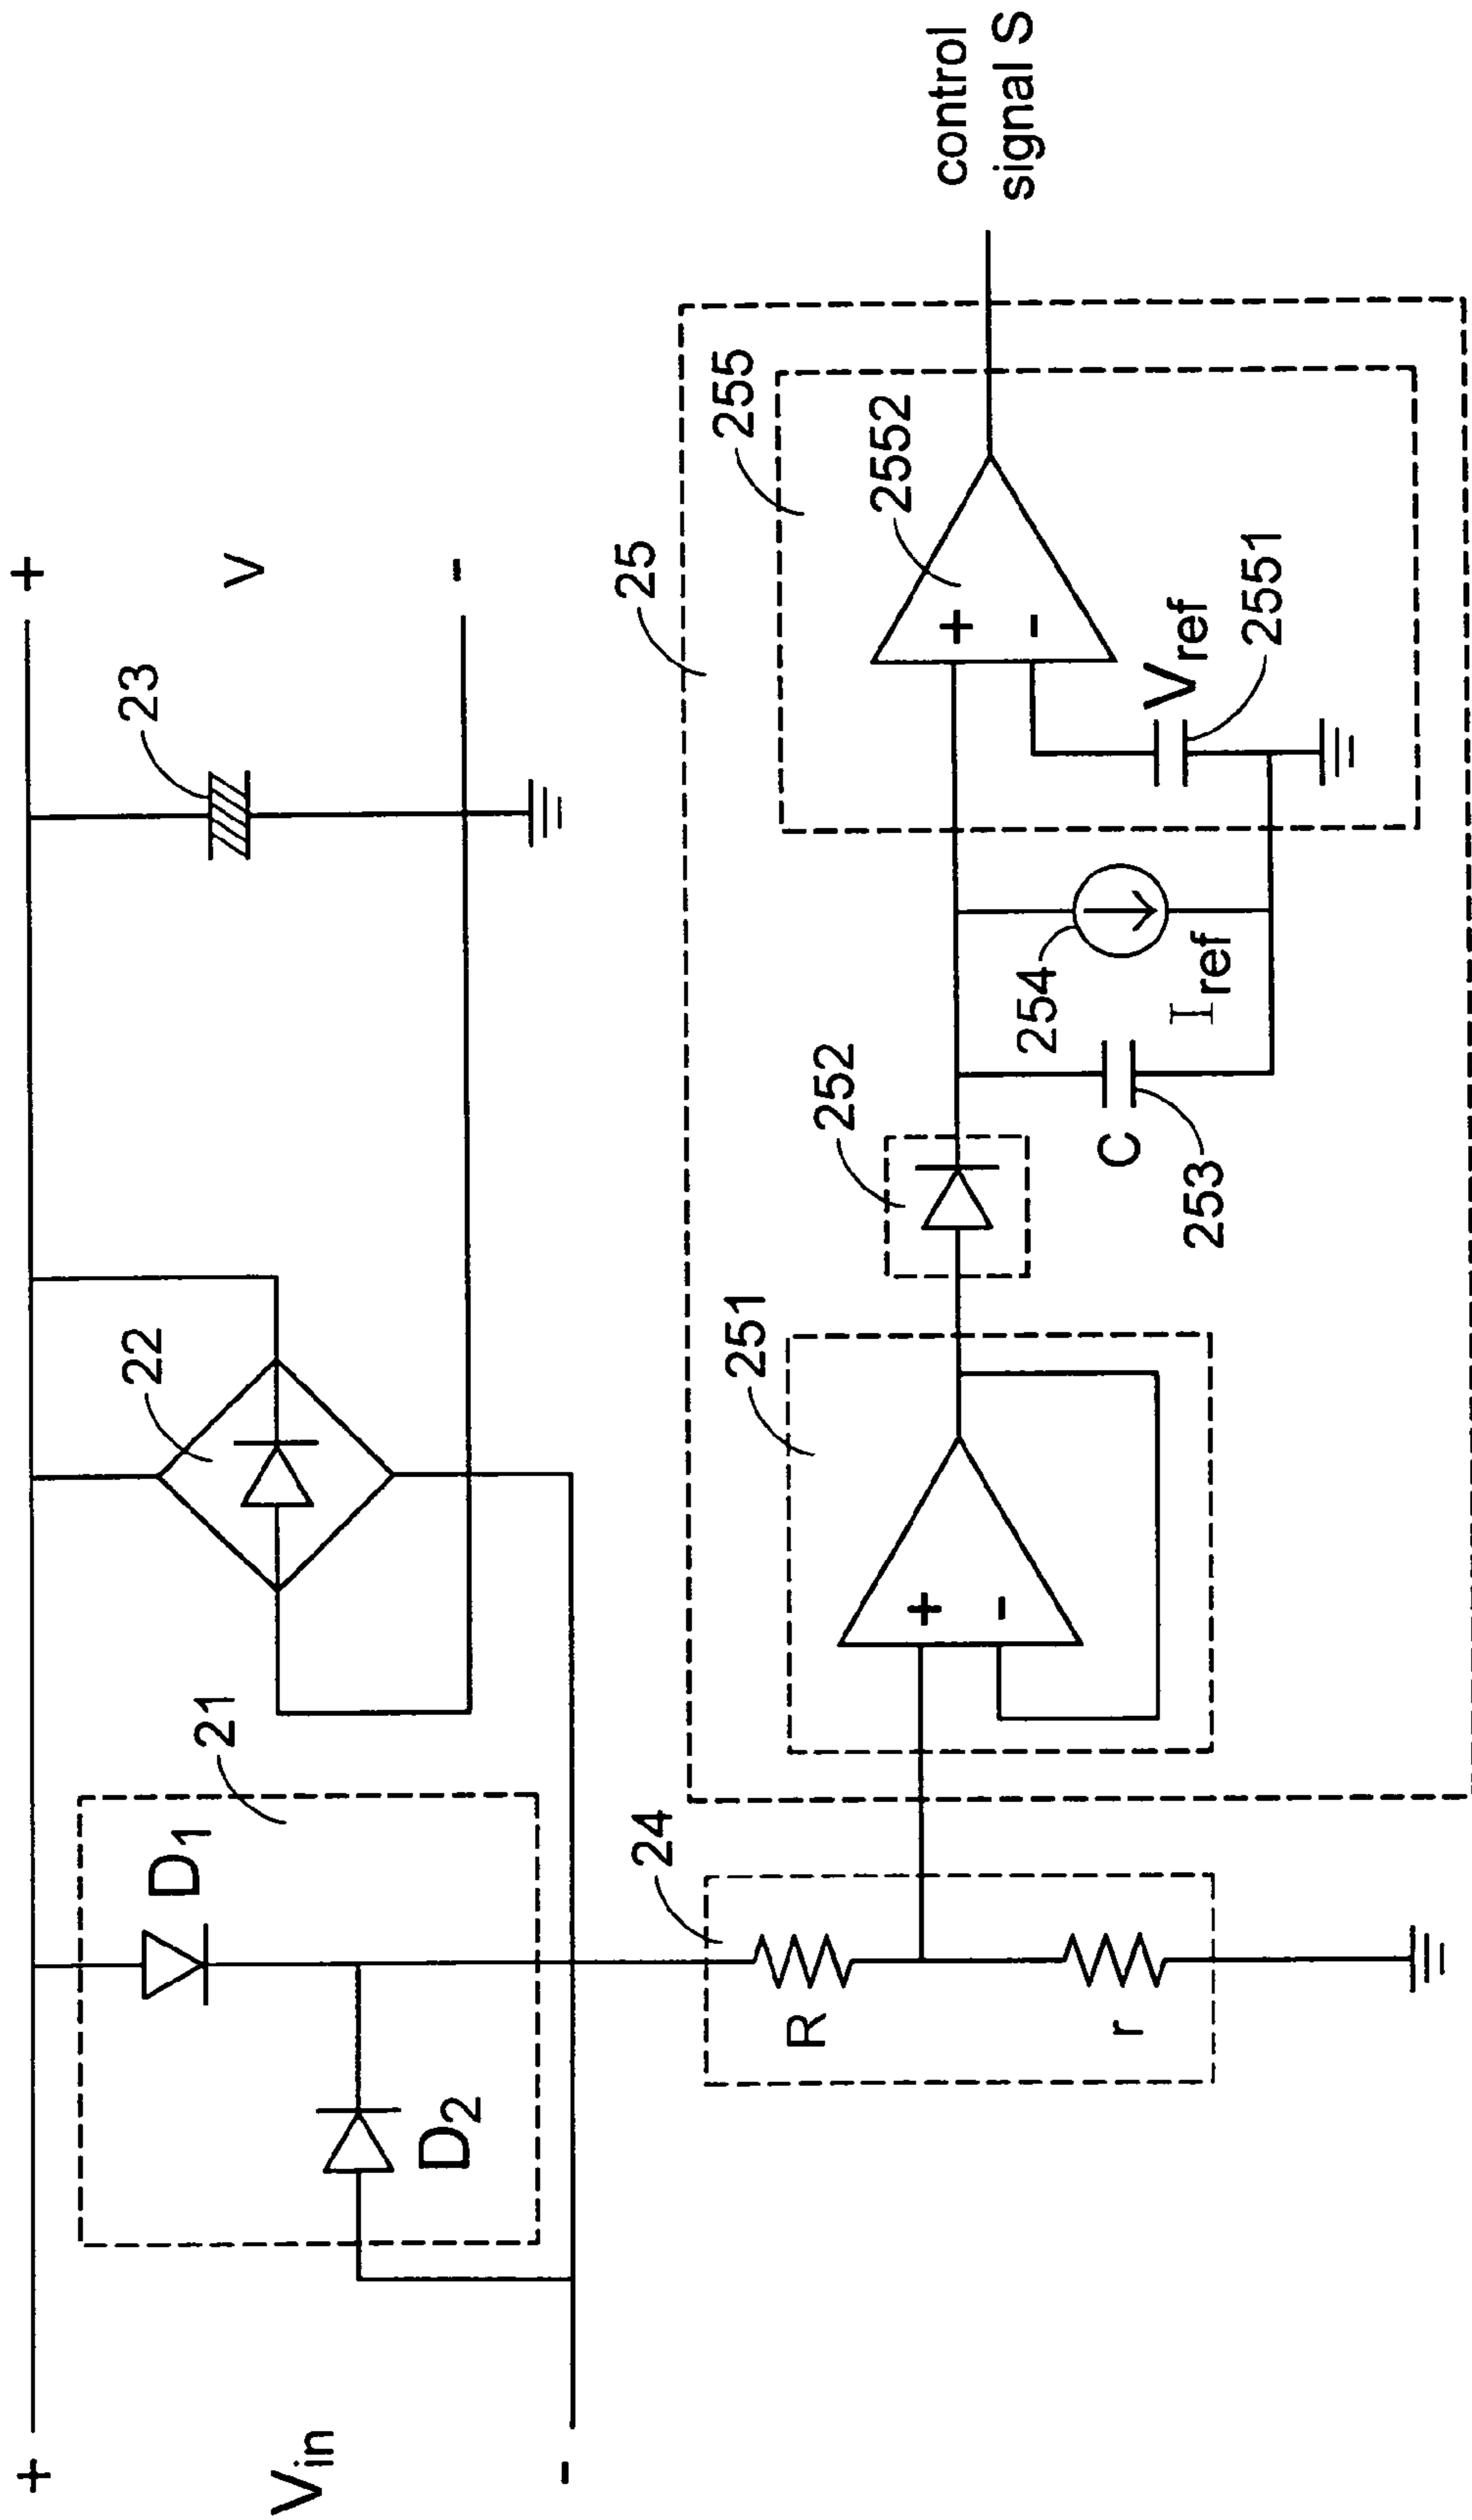 +
Vin
-
21
D1
D2
22
23
+
V
-
24
R
r
25
251
+
-
252
C
253
254
Iref
255
2552
+
-
Vref
2551
control
signal S